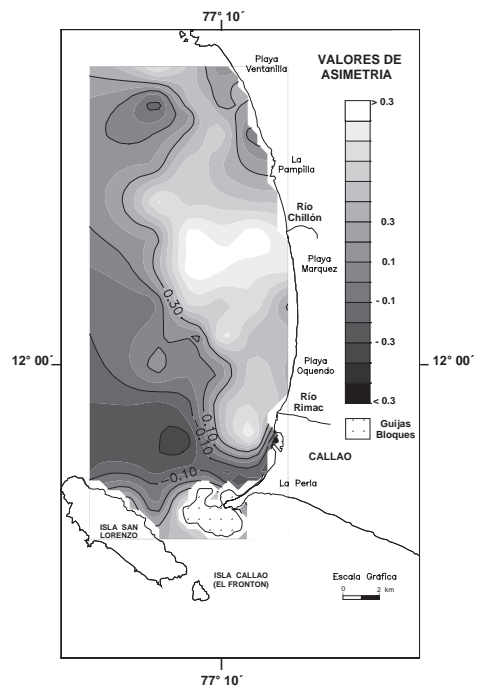 77° 10´
Playa
Ventanilla
VALORES DE
ASIMETRIA
> 0.3
La
Pampilla
Río
Chillón
0.3
Playa
Marquez
0.1
- 0.1
0.30
- 0.3
12° 00´
12° 00´
Playa
Oquendo
< 0.3
Río
Rimac
Guijas
Bloques
0.10
-0.10
CALLAO
-0.10
La Perla
ISLA SAN
LORENZO
ISLA CALLAO
(EL FRONTON)
Escala Gráfica
0 2 km
77° 10´